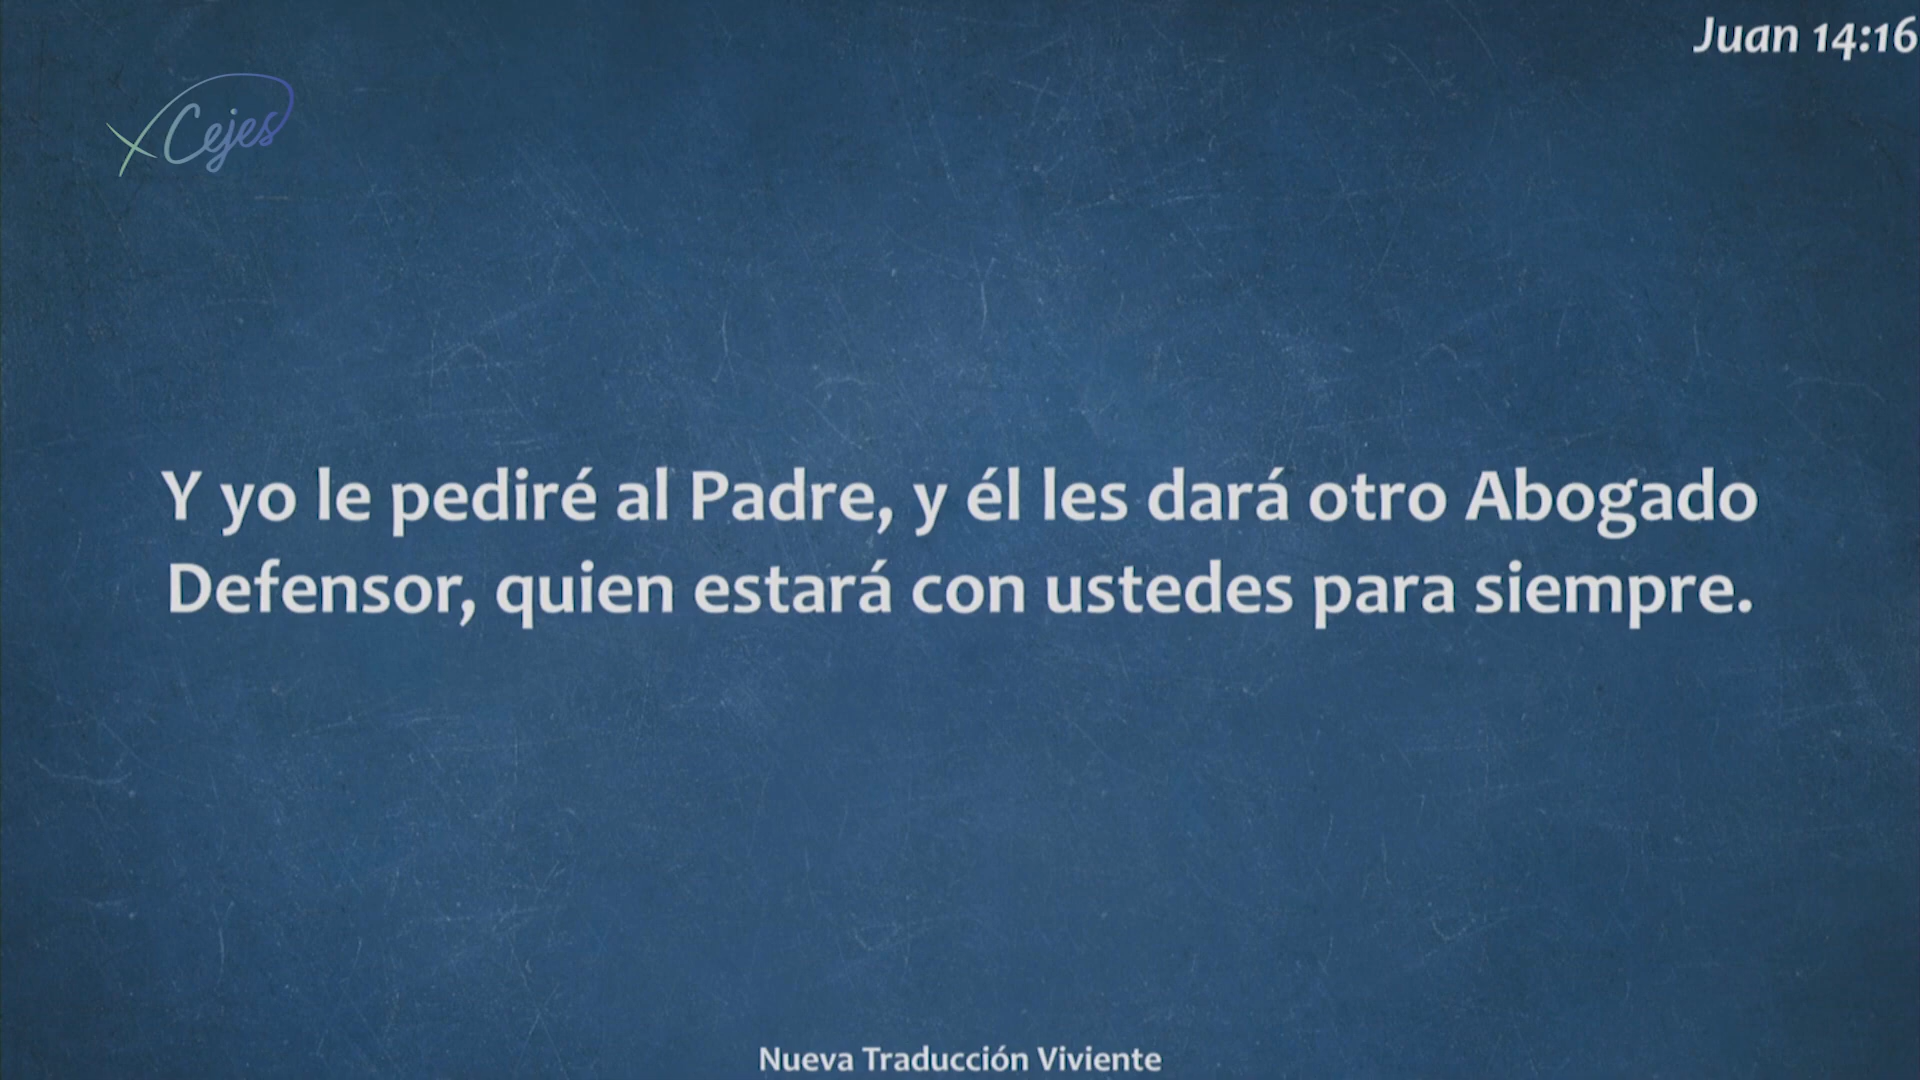 Juan 14:16
Cejes
Y yo le pediré al Padre, y él les dará otro Abogado
Defensor, quien estará con ustedes para siempre.
Nueva Traducción Viviente